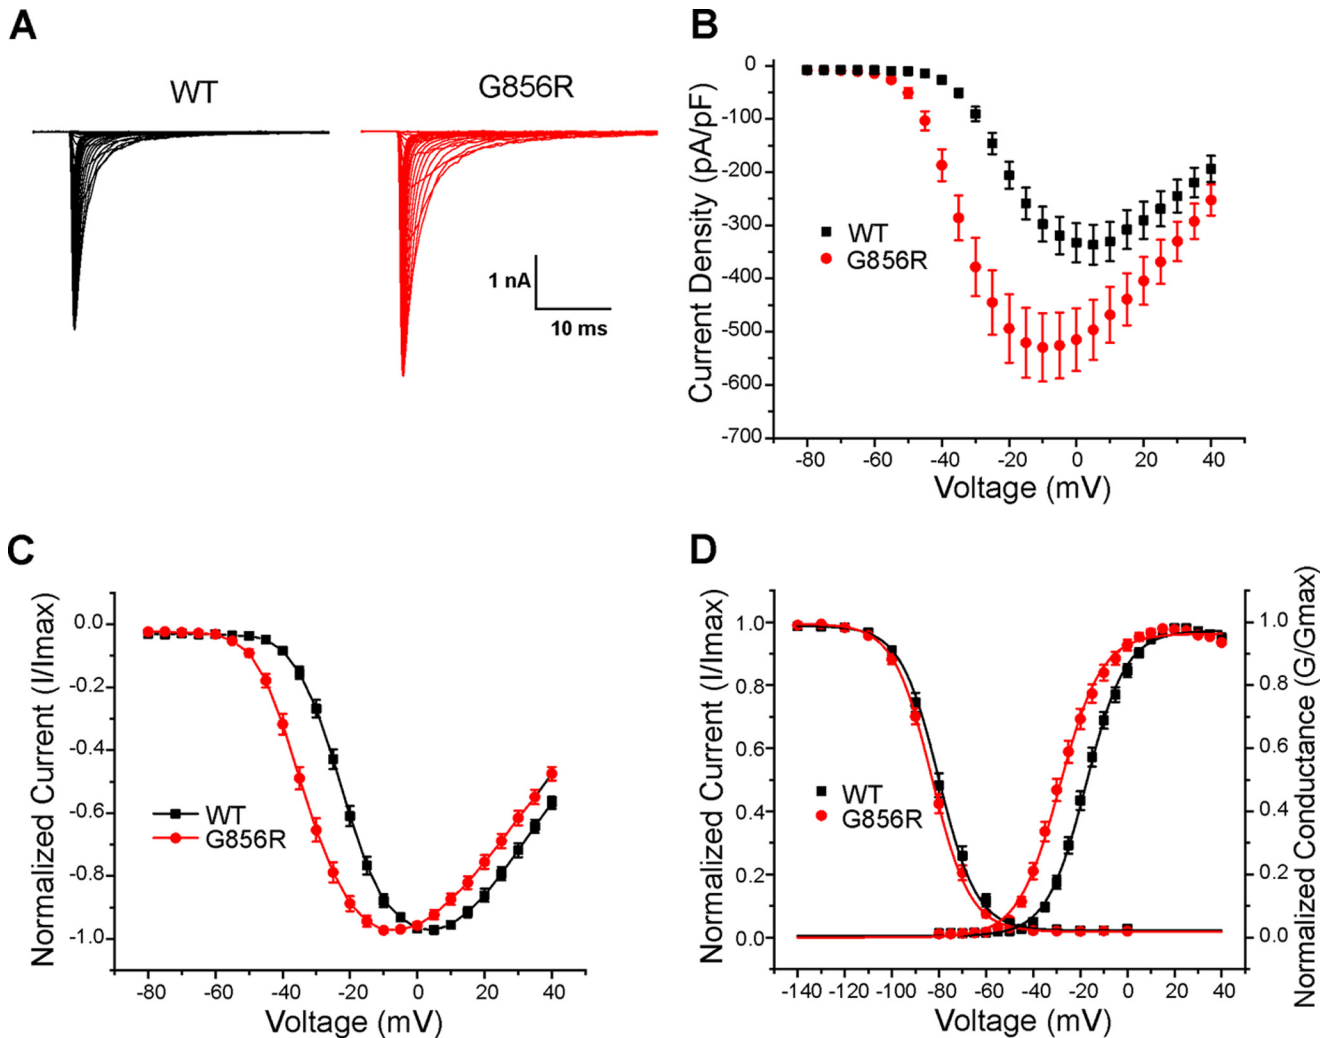 A
WT
G856R
1 nA
10 ms
B
0
-100
-200
-300
-400
-500
-600
-700
Current Density (pA/pF)
WT
G856R
-80 -60 -40 -20 0 20 40
Voltage (mV)
C
0.0
-0.2
-0.4
-0.6
-0.8
-1.0
Normalized Current (I/Imax)
WT
G856R
-80 -60 -40 -20 0 20 40
Voltage (mV)
D
1.0
0.8
0.6
0.4
0.2
0.0
Normalized Current (I/Imax)
WT
G856R
1.0
0.8
0.6
0.4
0.2
0.0
Normalized Conductance (G/Gmax)
-140 -120 -100 -80 -60 -40 -20 0 20 40
Voltage (mV)